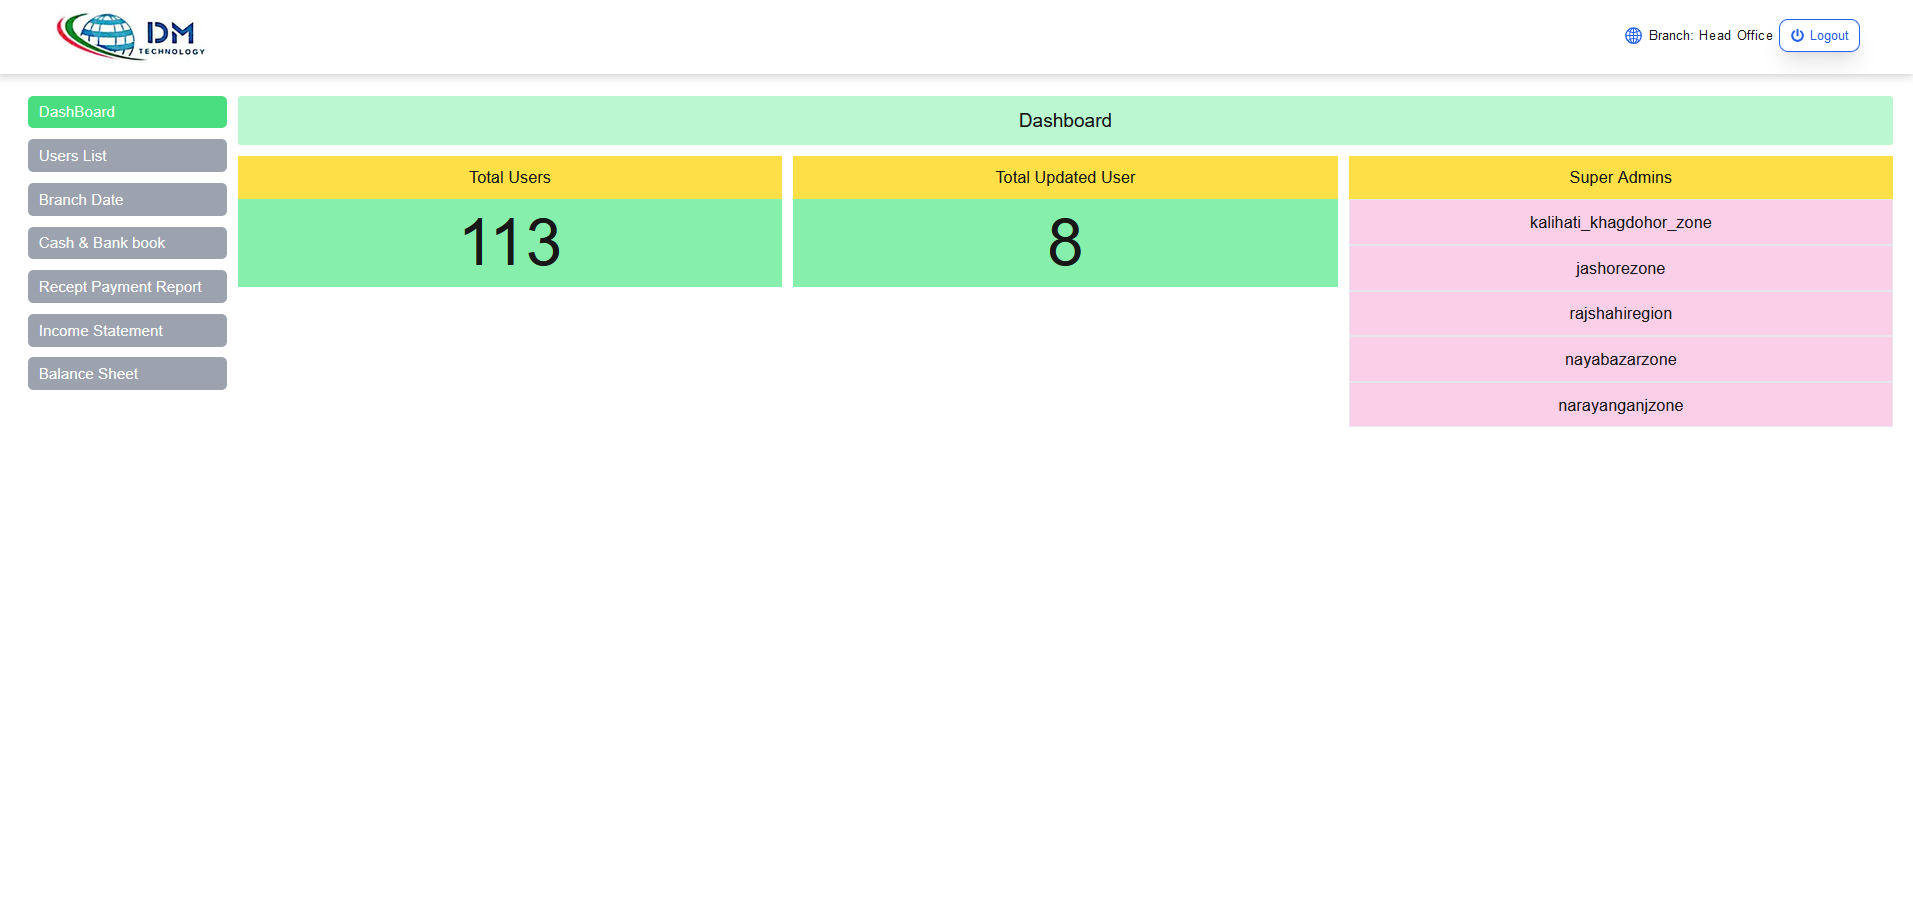 DM
TECHNOLOGY
Branch: Head Office
Logout
DashBoard
Users List
Branch Date
Cash & Bank book
Recept Payment Report
Income Statement
Balance Sheet
Dashboard
Total Users
113
Total Updated User
8
Super Admins
kalihati_khagdohor_zone
jashorezone
rajshahiregion
nayabazarzone
narayanganjzone